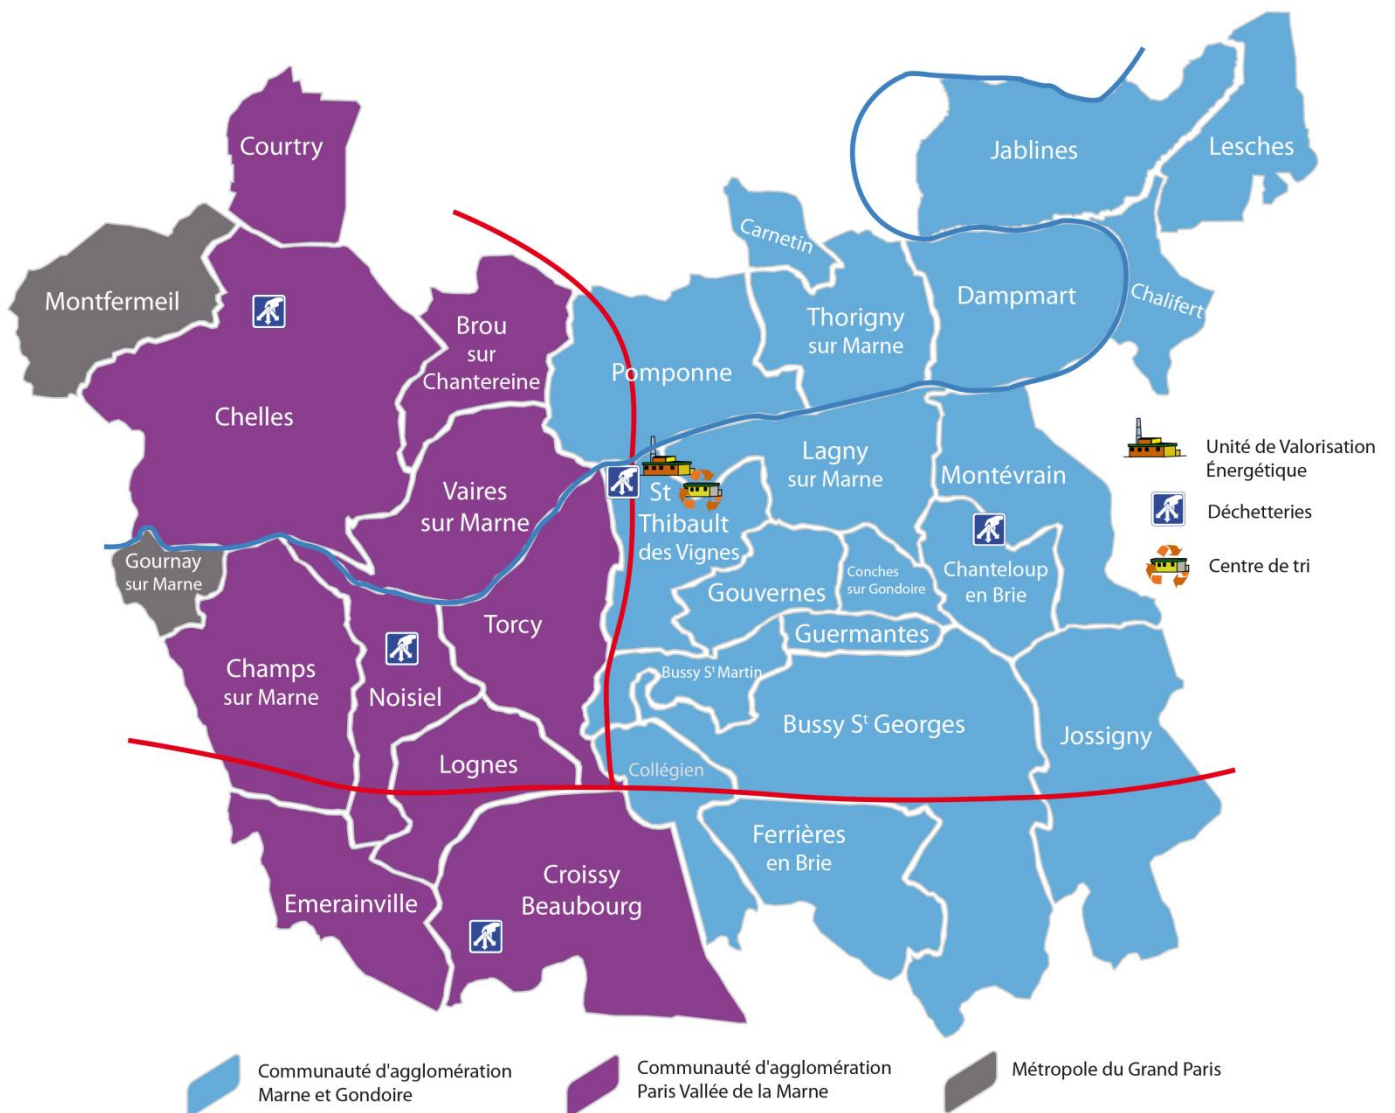 Courtry
Jablines
Lesches
Carnetin
Montfermeil
Dampmart
Chalifert
Brou
sur
Chantereine
Thorigny
sur Marne
Pomponne
Chelles
Lagny
sur Marne
Montévrain
Unité de Valorisation
Énergétique
Vaires
sur Marne
St
Thibault
des Vignes
Déchetteries
Gournay
sur Marne
Conches
sur Gondoire
Chanteloup
en Brie
Centre de tri
Gouvernes
Torcy
Guermantes
Champs
sur Marne
Noisiel
Bussy St Martin
Bussy St Georges
Jossigny
Lognes
Collégien
Ferrières
en Brie
Emerainville
Croissy
Beaubourg
Communauté d'agglomération
Marne et Gondoire
Communauté d'agglomération
Paris Vallée de la Marne
Métropole du Grand Paris